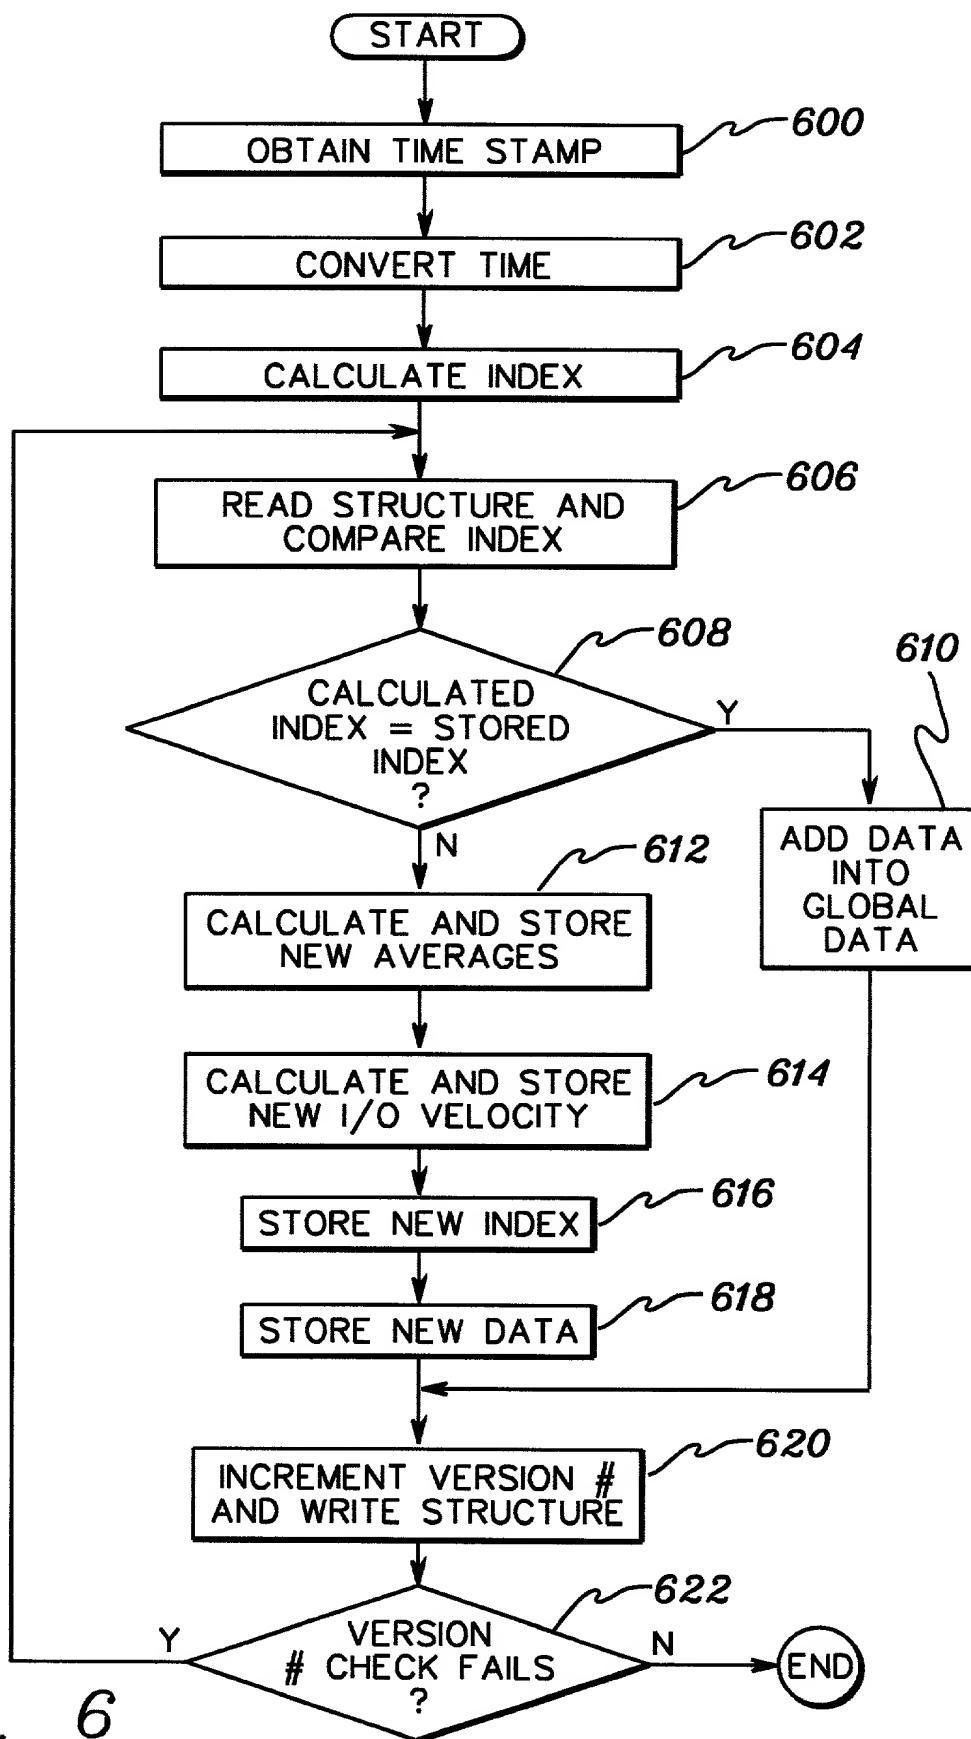 START
600
OBTAIN TIME STAMP
602
CONVERT TIME
604
CALCULATE INDEX
606
READ STRUCTURE AND
COMPARE INDEX
608
610
CALCULATED
INDEX = STORED
INDEX
?
Y
N
ADD DATA
INTO
GLOBAL
DATA
612
CALCULATE AND STORE
NEW AVERAGES
614
CALCULATE AND STORE
NEW I/O VELOCITY
616
STORE NEW INDEX
618
STORE NEW DATA
620
INCREMENT VERSION #
AND WRITE STRUCTURE
622
VERSION
# CHECK FAILS
?
Y
N
END
. 6